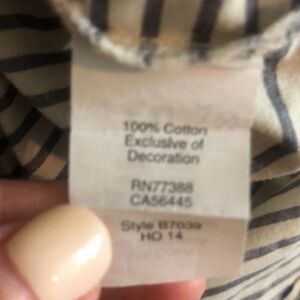 100% Cotton
Exclusive of
Decoration
RN77388
CA56445
Style B7039
HO 14